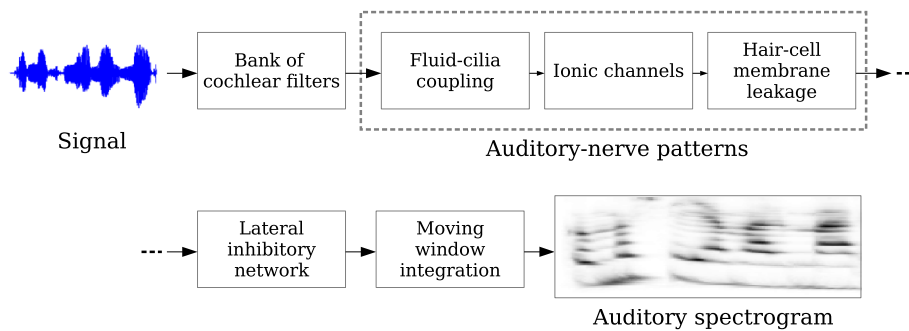 Signal
Bank of
cochlear filters
Fluid-cilia
coupling
Ionic channels
Hair-cell
membrane
leakage
Auditory-nerve patterns
Lateral
inhibitory
network
Moving
window
integration
Auditory spectrogram